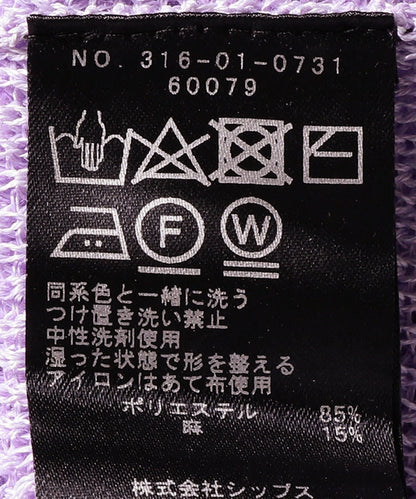 NO. 316-01-0731
60079
F W
同系色と一緒に洗う
つけ置き洗い禁止
中性洗剤使用
湿った状態で形を整える
アイロンはあて布使用
ポリエステル 85%
麻 15%
株式会社シップス